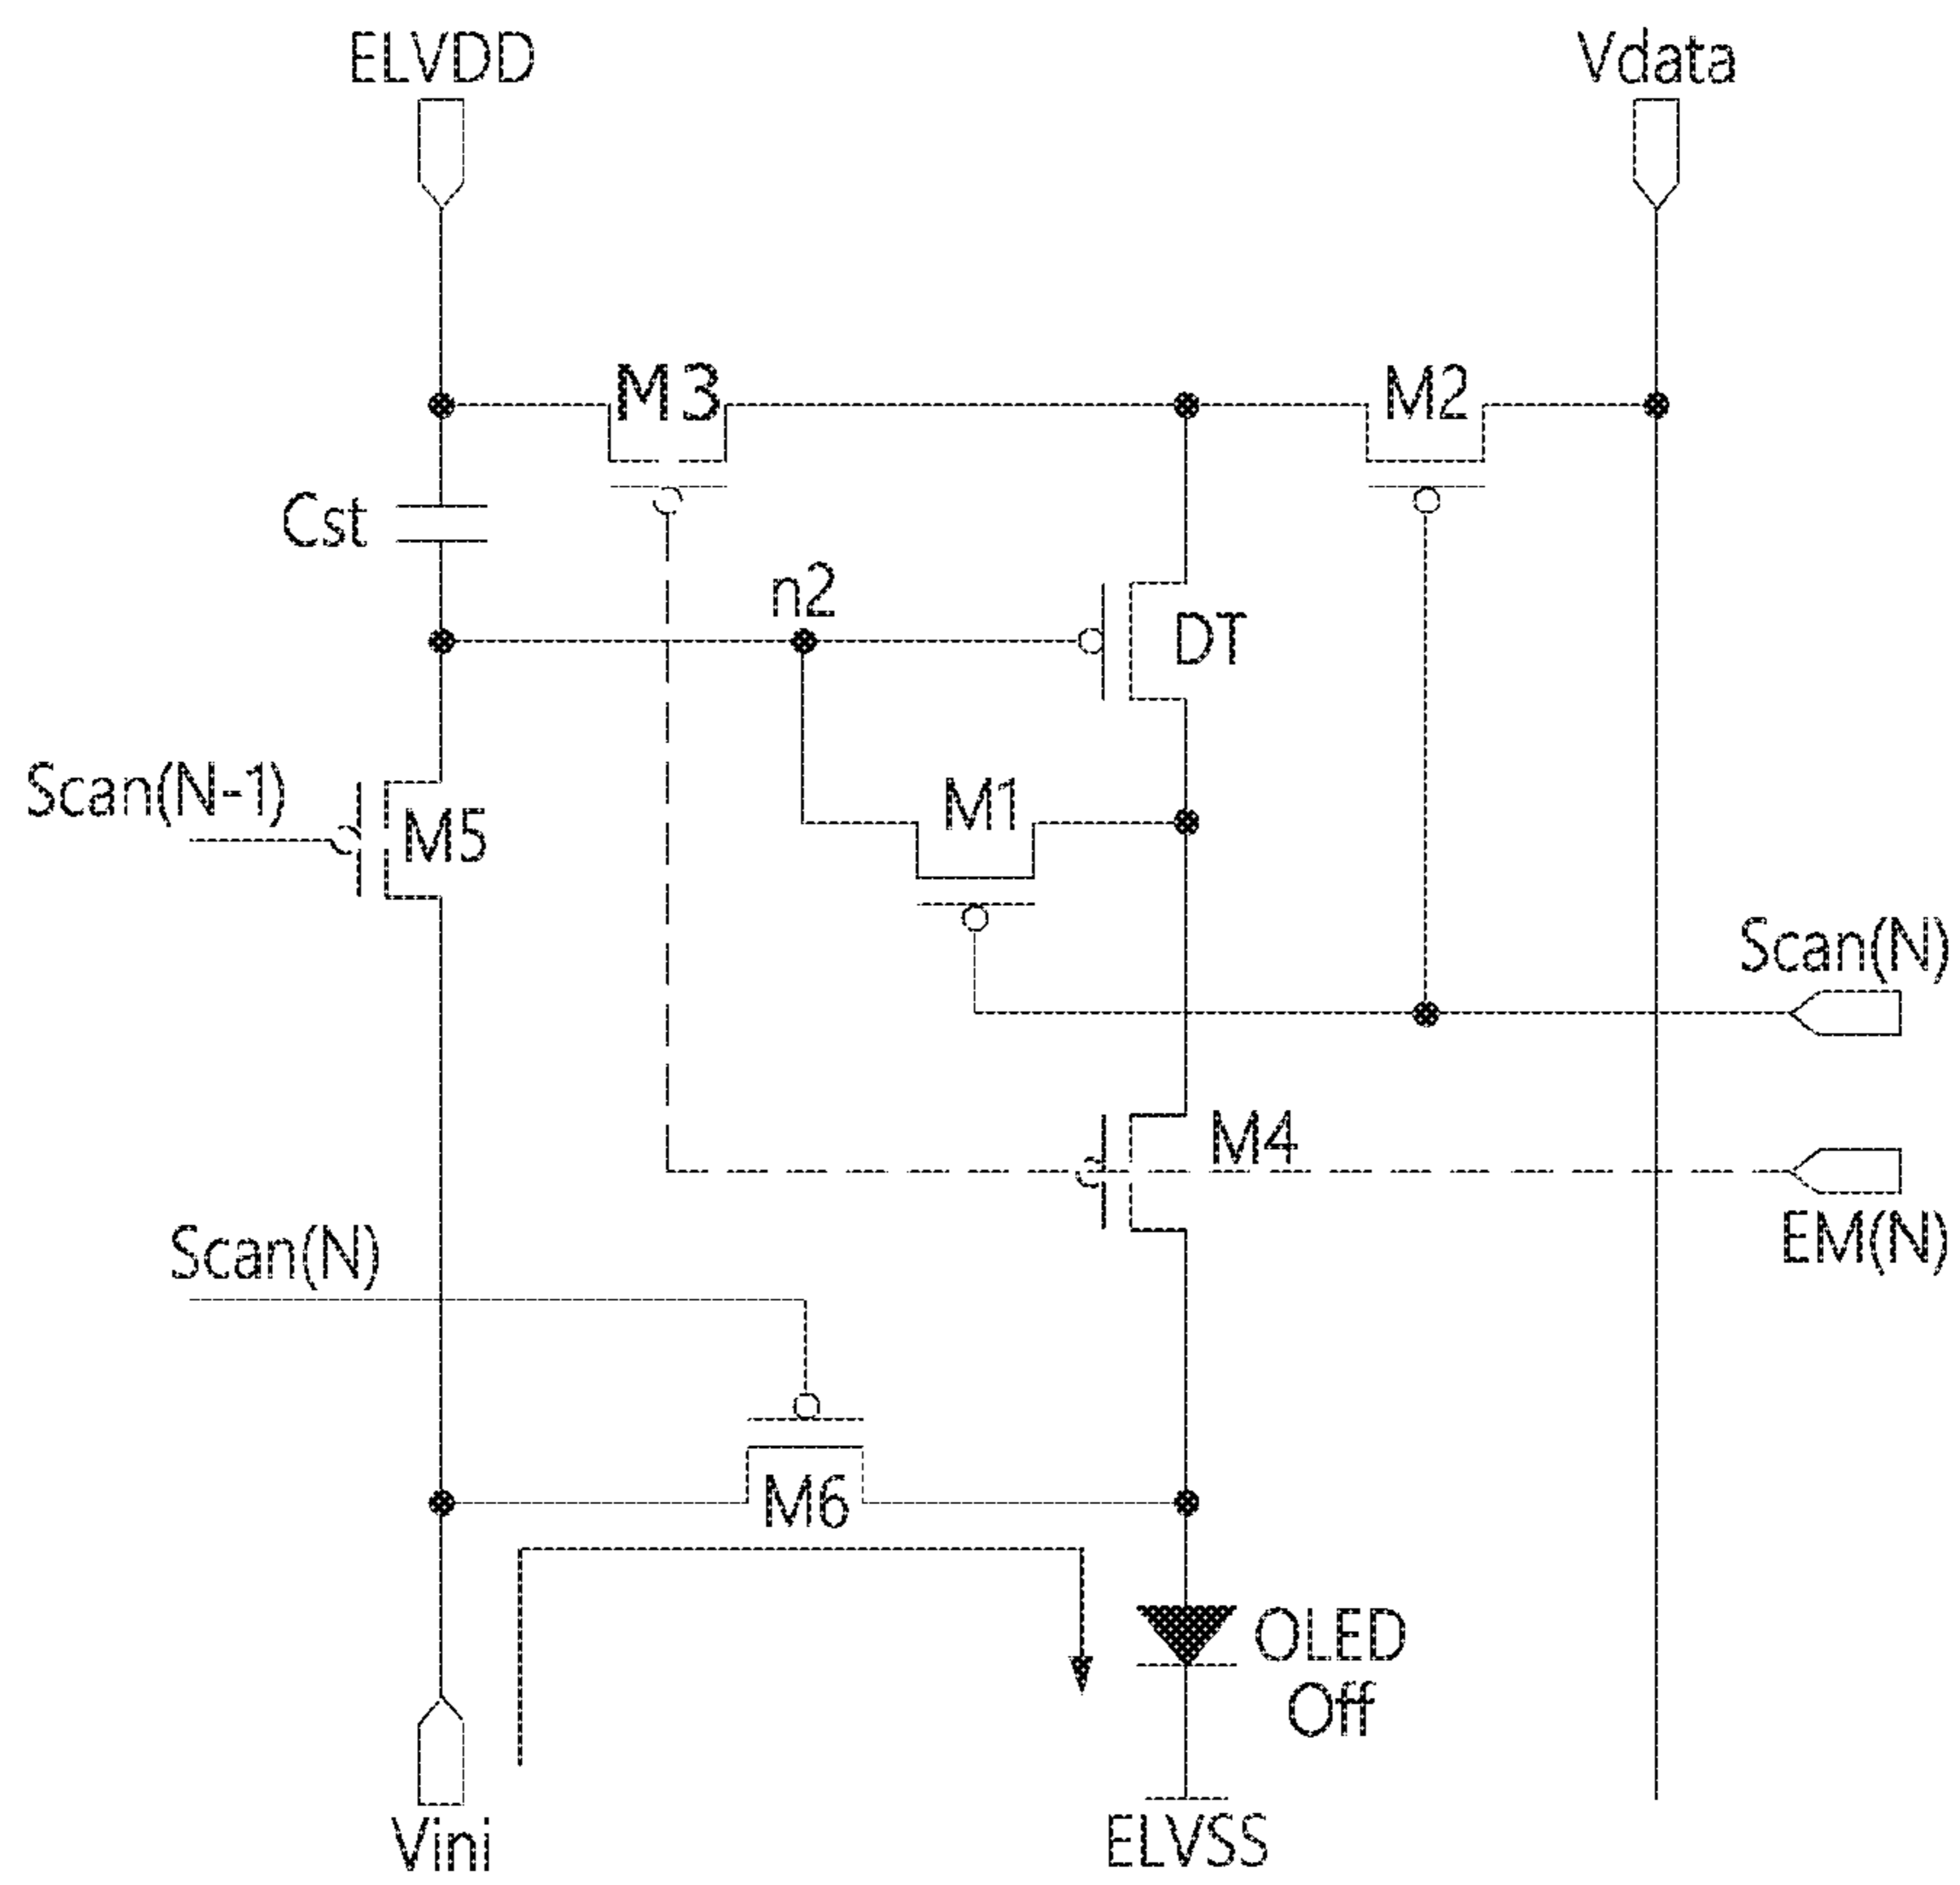 ELVDD
Vdata
M3
M2
Cst
n2
DT
Scan(N-1)
M5
M1
Scan(N)
M4
EM(N)
Scan(N)
M6
OLED
Off
Vini
ELVSS